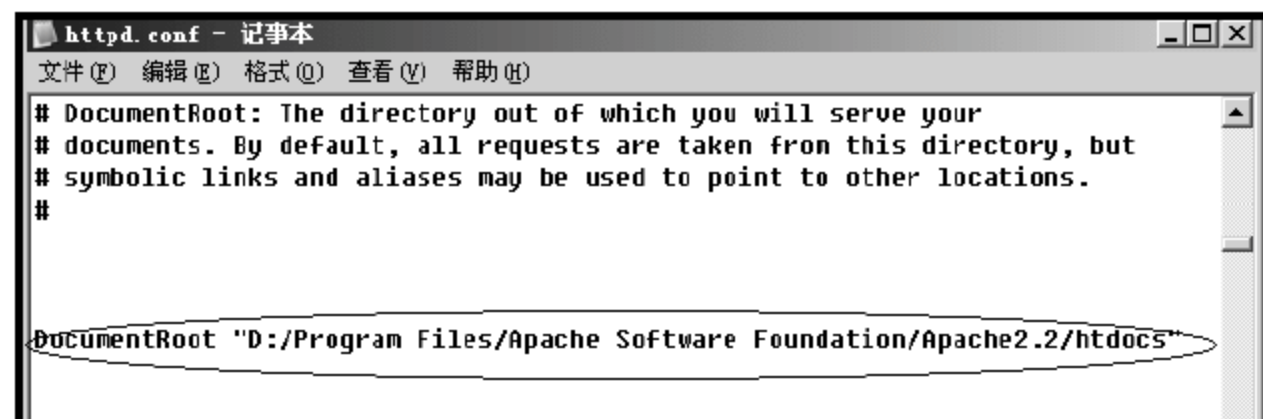 httpd.conf - 记事本
文件(F) 编辑(E) 格式(O) 查看(V) 帮助(H)
# DocumentRoot: The directory out of which you will serve your
# documents. By default, all requests are taken from this directory, but
# symbolic links and aliases may be used to point to other locations.
#
DocumentRoot "D:/Program Files/Apache Software Foundation/Apache2.2/htdocs"